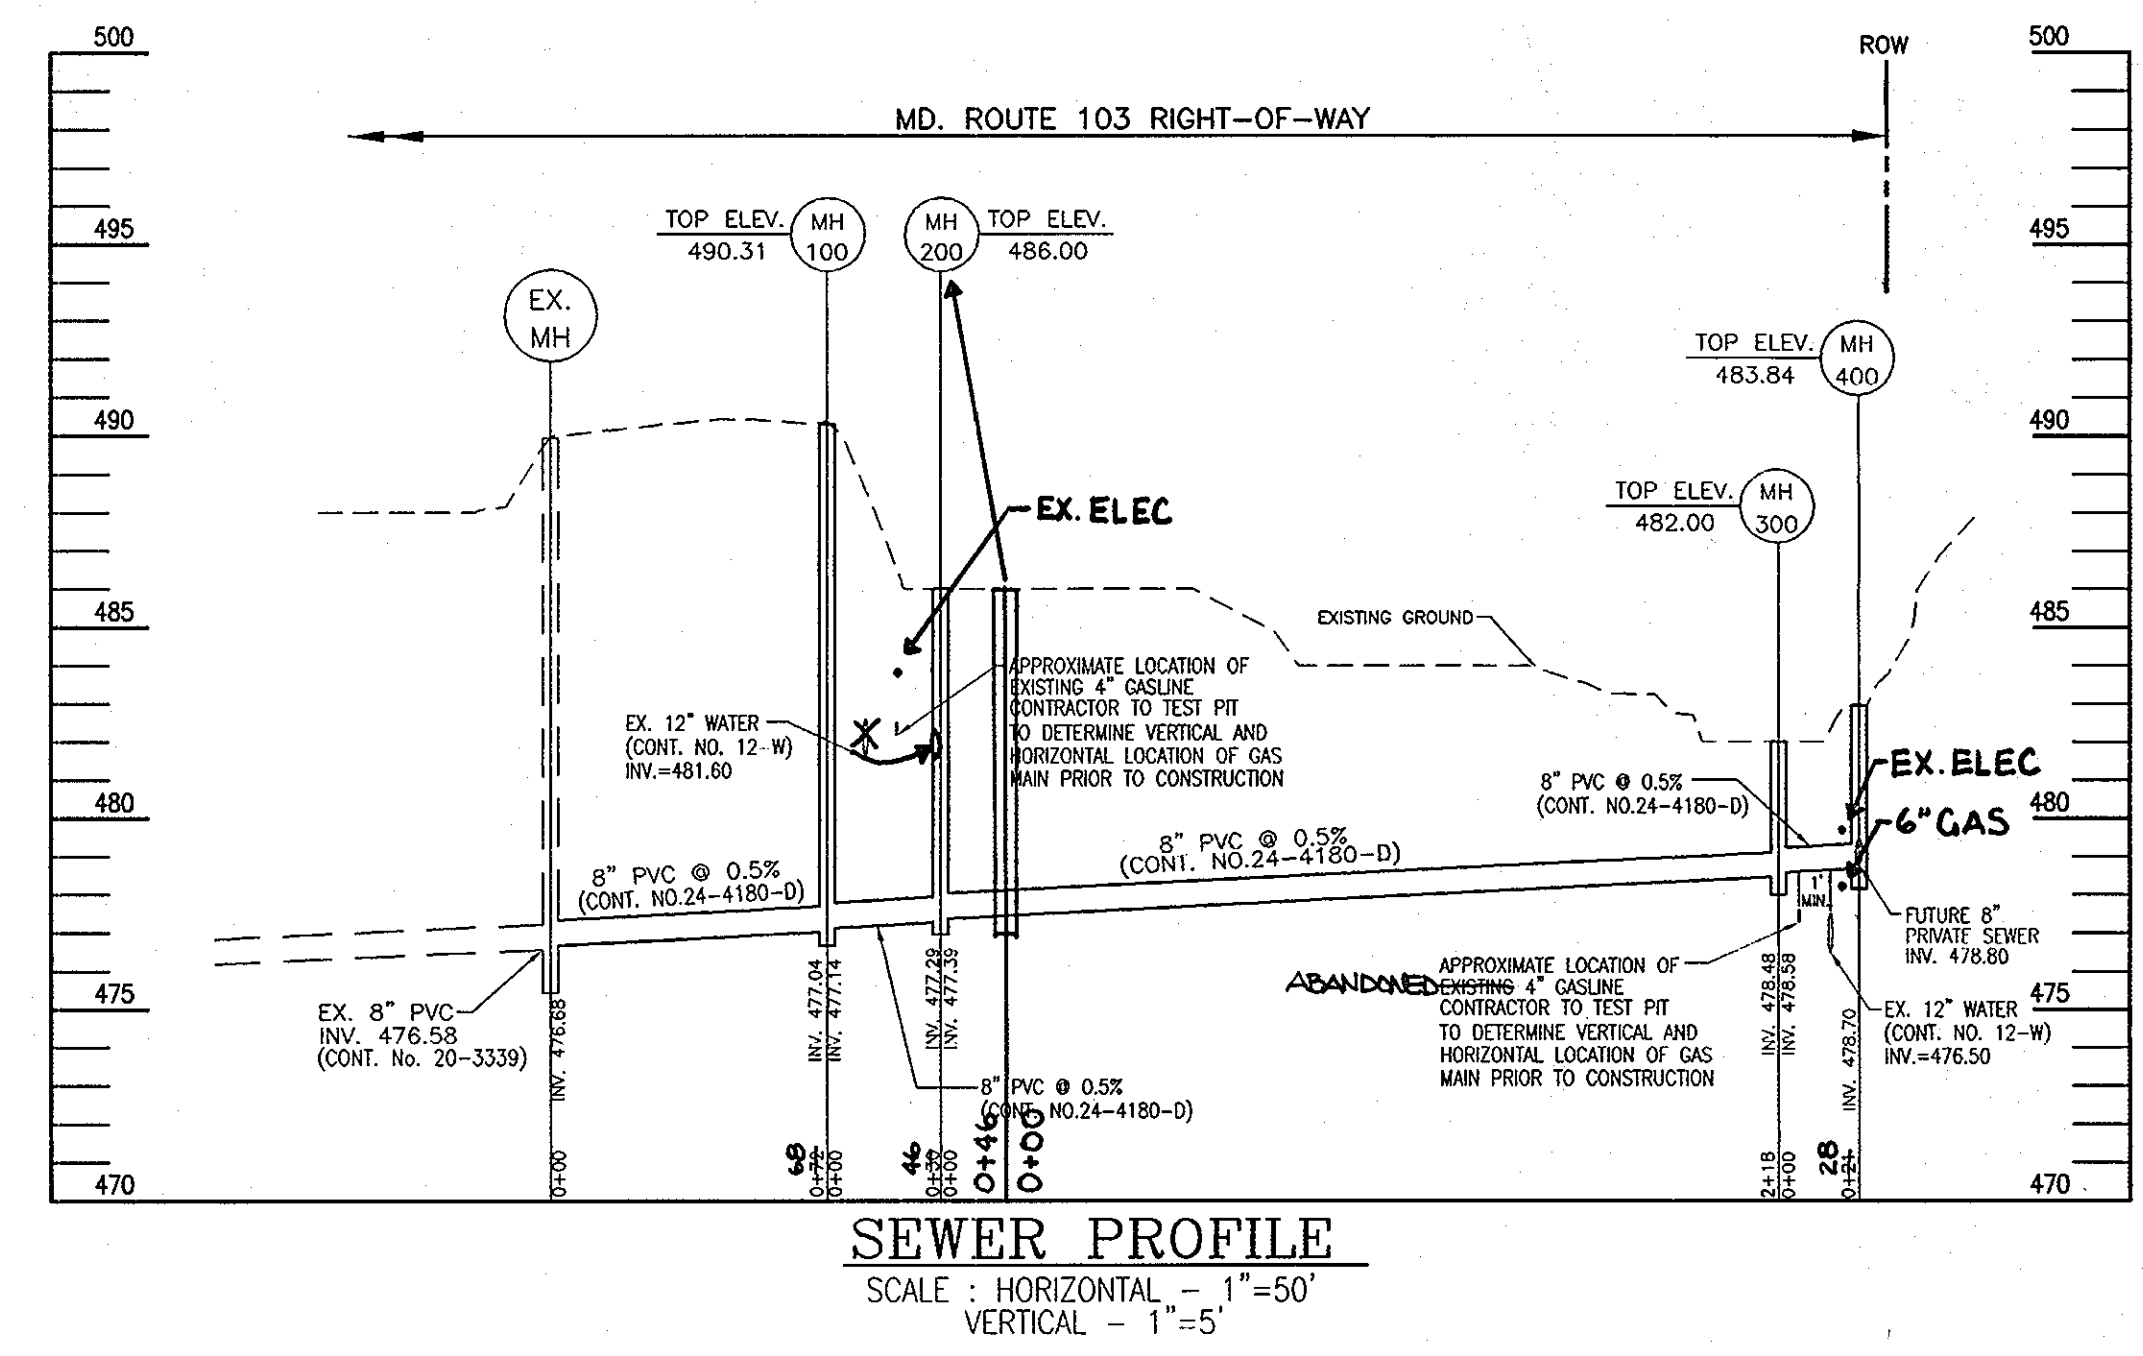 500
495
490
485
480
475
470
500
495
490
485
480
475
470
ROW
MD. ROUTE 103 RIGHT-OF-WAY
EX.
MH
TOP ELEV.
490.31
MH
100
MH
200
TOP ELEV.
486.00
TOP ELEV.
483.84
MH
400
TOP ELEV.
482.00
MH
300
EX. ELEC
EXISTING GROUND
APPROXIMATE LOCATION OF
EXISTING 4" GASLINE
CONTRACTOR TO TEST PIT
TO DETERMINE VERTICAL AND
HORIZONTAL LOCATION OF GAS
MAIN PRIOR TO CONSTRUCTION
EX. 12" WATER
(CONT. NO. 12-W)
INV.=481.60
EX. ELEC
6" GAS
8" PVC @ 0.5%
(CONT. NO.24-4180-D)
8" PVC @ 0.5%
(CONT. NO.24-4180-D)
8" PVC @ 0.5%
(CONT. NO.24-4180-D)
1'
MIN.
FUTURE 8"
PRIVATE SEWER
INV. 478.80
EX. 8" PVC
INV. 476.58
(CONT. No. 20-3339)
ABANDONED
APPROXIMATE LOCATION OF
EXISTING 4" GASLINE
CONTRACTOR TO TEST PIT
TO DETERMINE VERTICAL AND
HORIZONTAL LOCATION OF GAS
MAIN PRIOR TO CONSTRUCTION
EX. 12" WATER
(CONT. NO. 12-W)
INV.=476.50
8" PVC @ 0.5%
(CONT. NO.24-4180-D)
INV. 476.68
INV. 477.04
INV. 477.14
INV. 477.29
INV. 477.39
INV. 478.48
INV. 478.58
INV. 478.70
0+00
68
0+72
0+00
46
0+30
0+00
0+46
0+00
2+18
0+00
28
0+21
SEWER PROFILE
SCALE : HORIZONTAL - 1"=50'
VERTICAL - 1"=5'